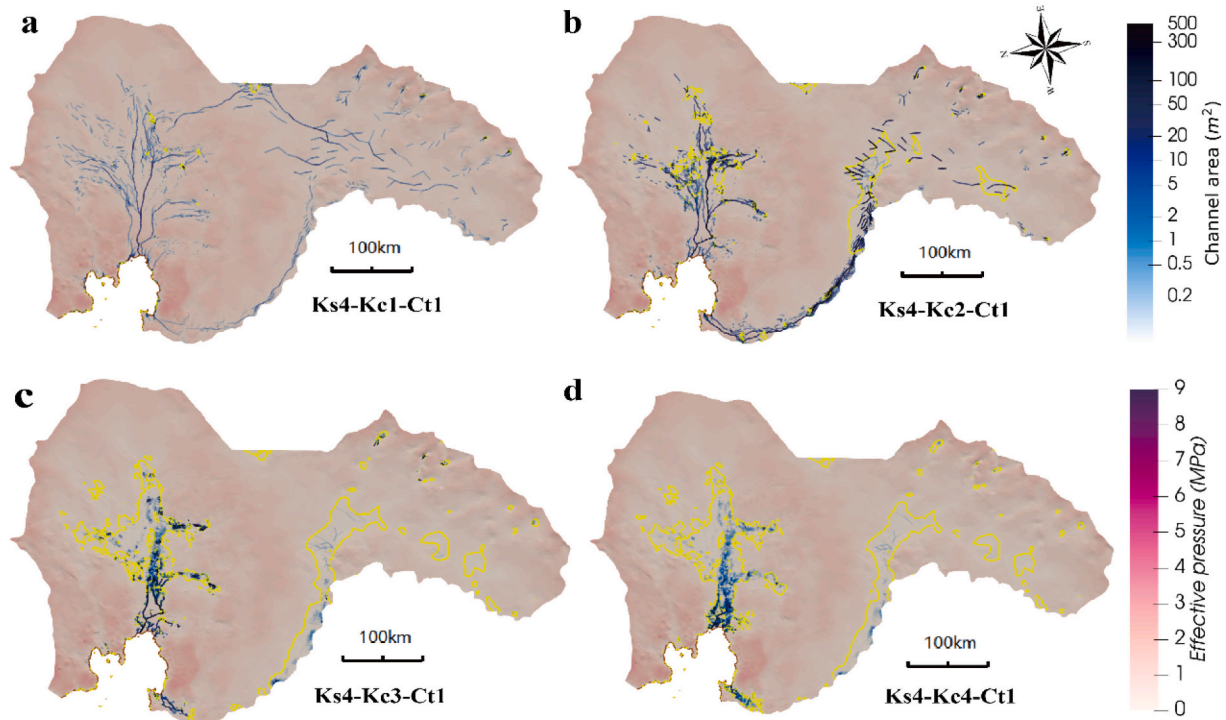 a
b
E
N
S
W
100km
Ks4-Kc1-Ct1
100km
Ks4-Kc2-Ct1
500
300
100
50
20
10
5
2
1
0.5
0.2
Channel area (m²)
c
d
100km
Ks4-Kc3-Ct1
100km
Ks4-Kc4-Ct1
9
8
7
6
5
4
3
2
1
0
Effective pressure (MPa)